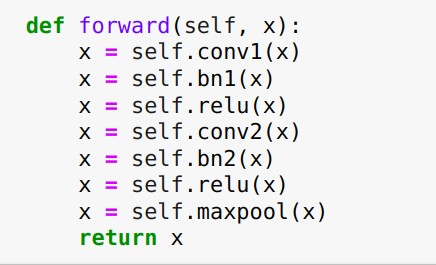 def forward(self, x):
    x = self.conv1(x)
    x = self.bn1(x)
    x = self.relu(x)
    x = self.conv2(x)
    x = self.bn2(x)
    x = self.relu(x)
    x = self.maxpool(x)
    return x